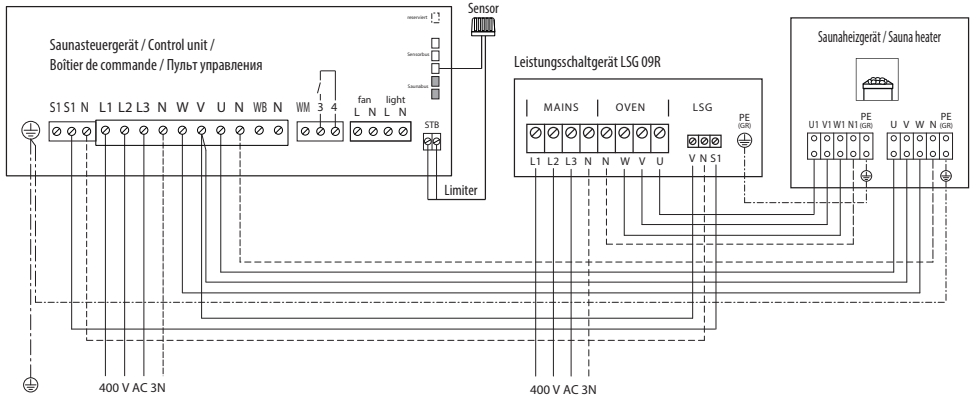 Sensor
reserviert
Sensorbus
Saunabus
Saunasteuergerät / Control unit /
Boîtier de commande / Пульт управления
S1 S1 N L1 L2 L3 N W V U N WB N WM 3 4
fan light
L N L N
STB
Limiter
400 V AC 3N
Leistungsschaltgerät LSG 09R
MAINS OVEN LSG
PE
(GR)
L1 L2 L3 N N W V U V N S1
400 V AC 3N
Saunaheizgerät / Sauna heater
U1 V1 W1 N1 PE
(GR)
U V W N PE
(GR)